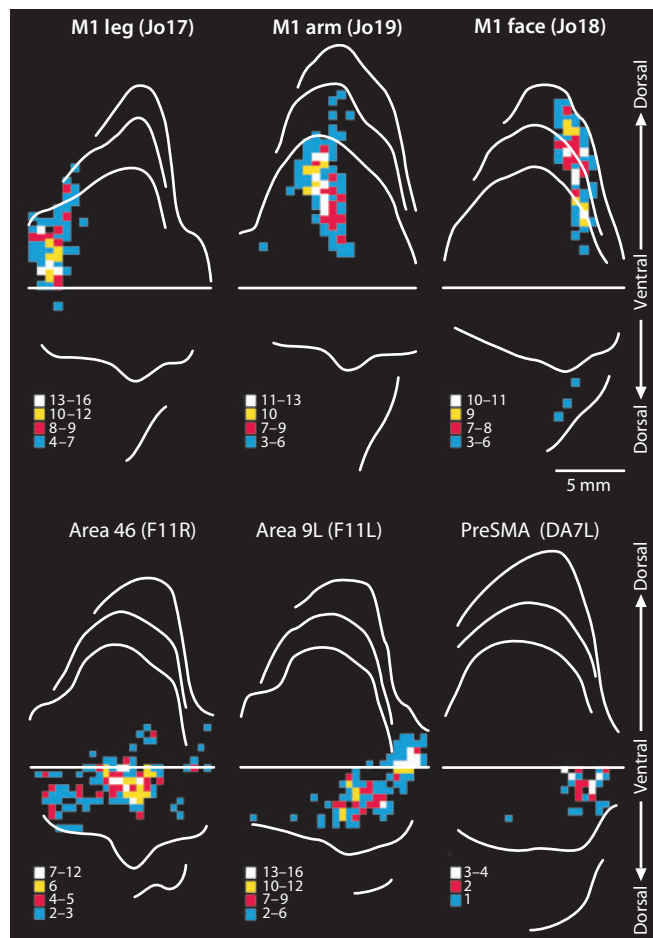 M1 leg (Jo17)
M1 arm (Jo19)
M1 face (Jo18)
Dorsal
Ventral
Dorsal
13–16
10–12
8–9
4–7
11–13
10
7–9
3–6
10–11
9
7–8
3–6
5 mm
Area 46 (F11R)
Area 9L (F11L)
PreSMA (DA7L)
Dorsal
Ventral
Dorsal
7–12
6
4–5
2–3
13–16
10–12
7–9
2–6
3–4
2
1